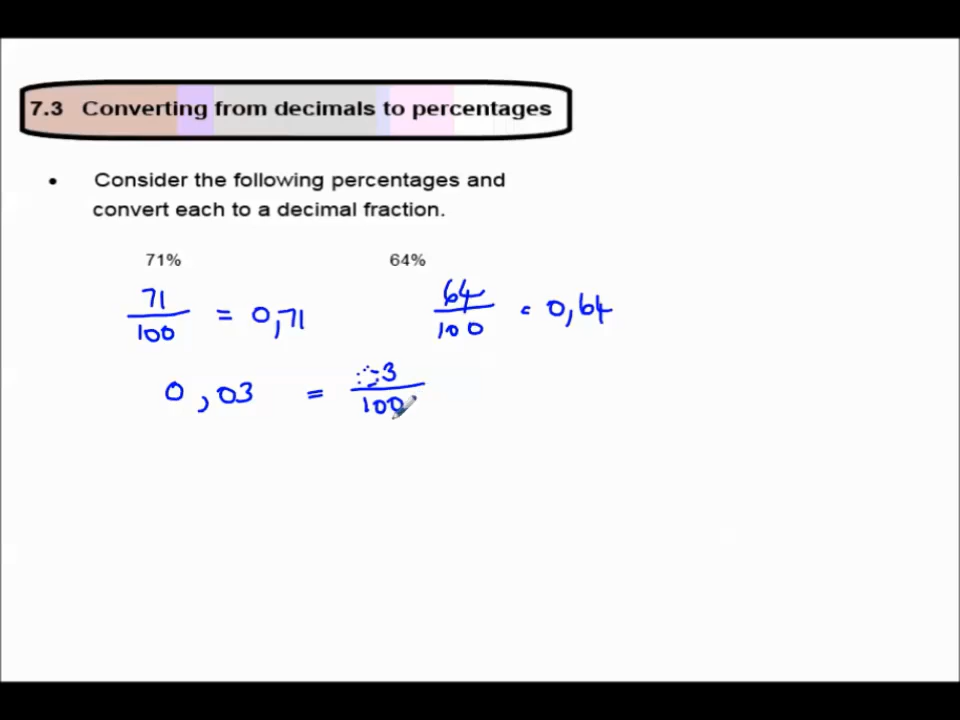 7.3 Converting from decimals to percentages
• Consider the following percentages and
convert each to a decimal fraction.
71% 64%
71/100 = 0,71 64/100 = 0,64
0,03 = 3/100